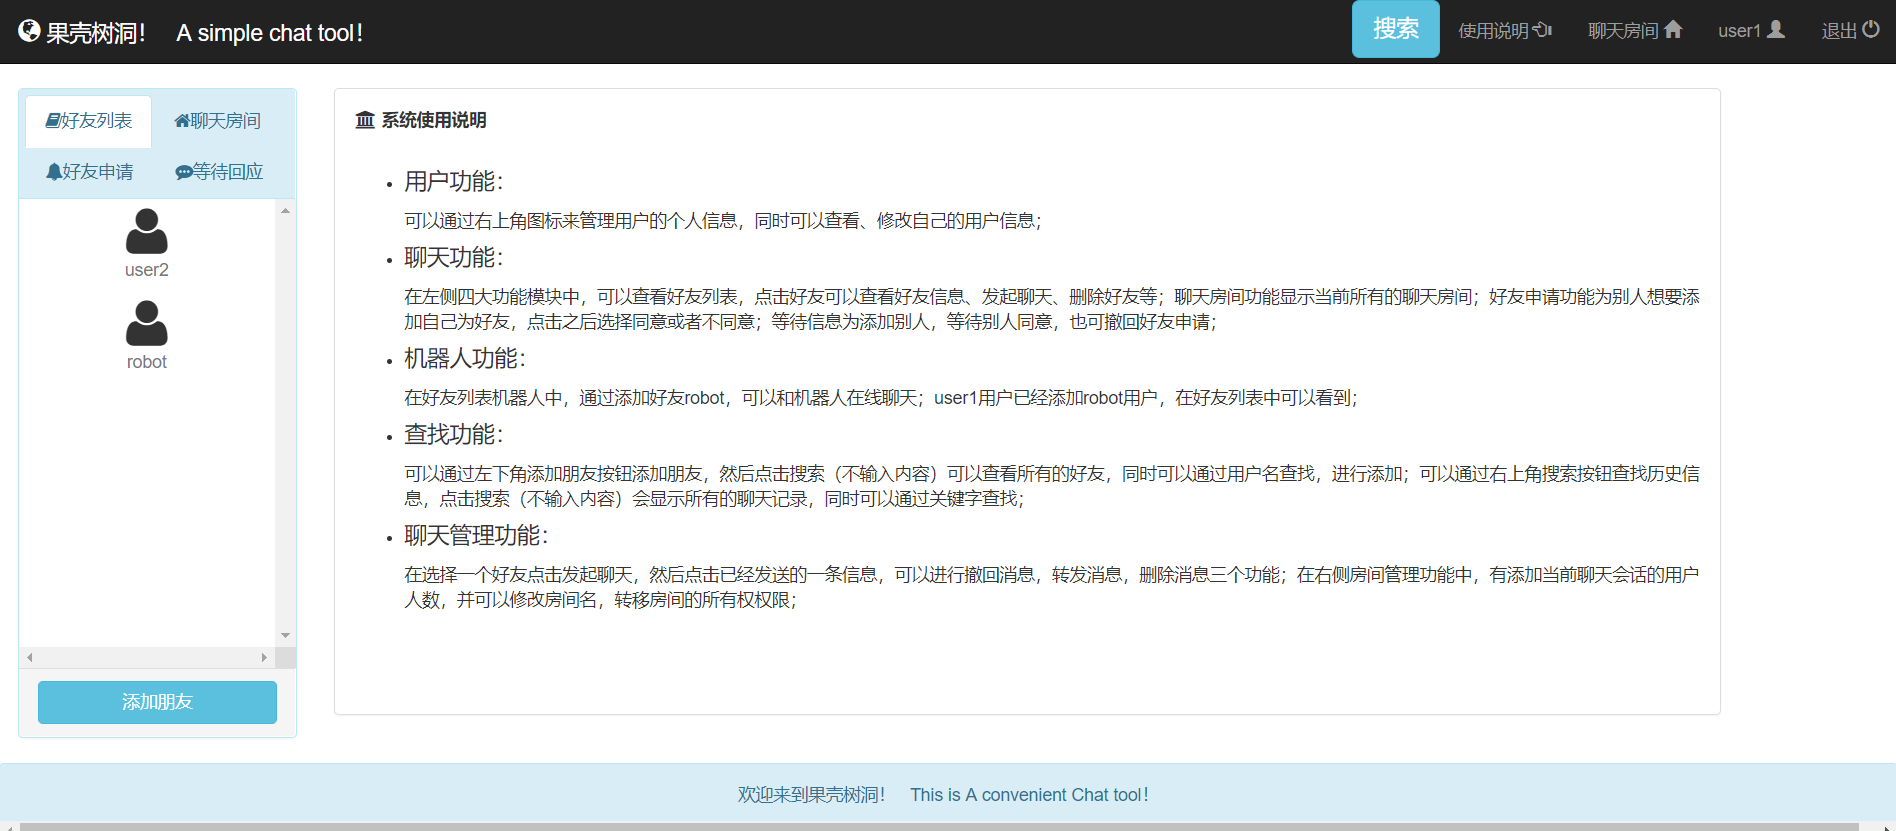 果壳树洞！ A simple chat tool！
搜索 使用说明 聊天房间 user1 退出
好友列表 聊天房间
好友申请 等待回应
user2
robot
添加朋友
系统使用说明
用户功能：
可以通过右上角图标来管理用户的个人信息，同时可以查看、修改自己的用户信息；
聊天功能：
在左侧四大功能模块中，可以查看好友列表，点击好友可以查看好友信息、发起聊天、删除好友等；聊天房间功能显示当前所有的聊天房间；好友申请功能为别人想要添
加自己为好友，点击之后选择同意或者不同意；等待信息为添加别人，等待别人同意，也可撤回好友申请；
机器人功能：
在好友列表机器人中，通过添加好友robot，可以和机器人在线聊天；user1用户已经添加robot用户，在好友列表中可以看到；
查找功能：
可以通过左下角添加朋友按钮添加朋友，然后点击搜索（不输入内容）可以查看所有的好友，同时可以通过用户名查找，进行添加；可以通过右上角搜索按钮查找历史信
息，点击搜索（不输入内容）会显示所有的聊天记录，同时可以通过关键字查找；
聊天管理功能：
在选择一个好友点击发起聊天，然后点击已经发送的一条信息，可以进行撤回消息，转发消息，删除消息三个功能；在右侧房间管理功能中，有添加当前聊天会话的用户
人数，并可以修改房间名，转移房间的所有权权限；
欢迎来到果壳树洞！ This is A convenient Chat tool！